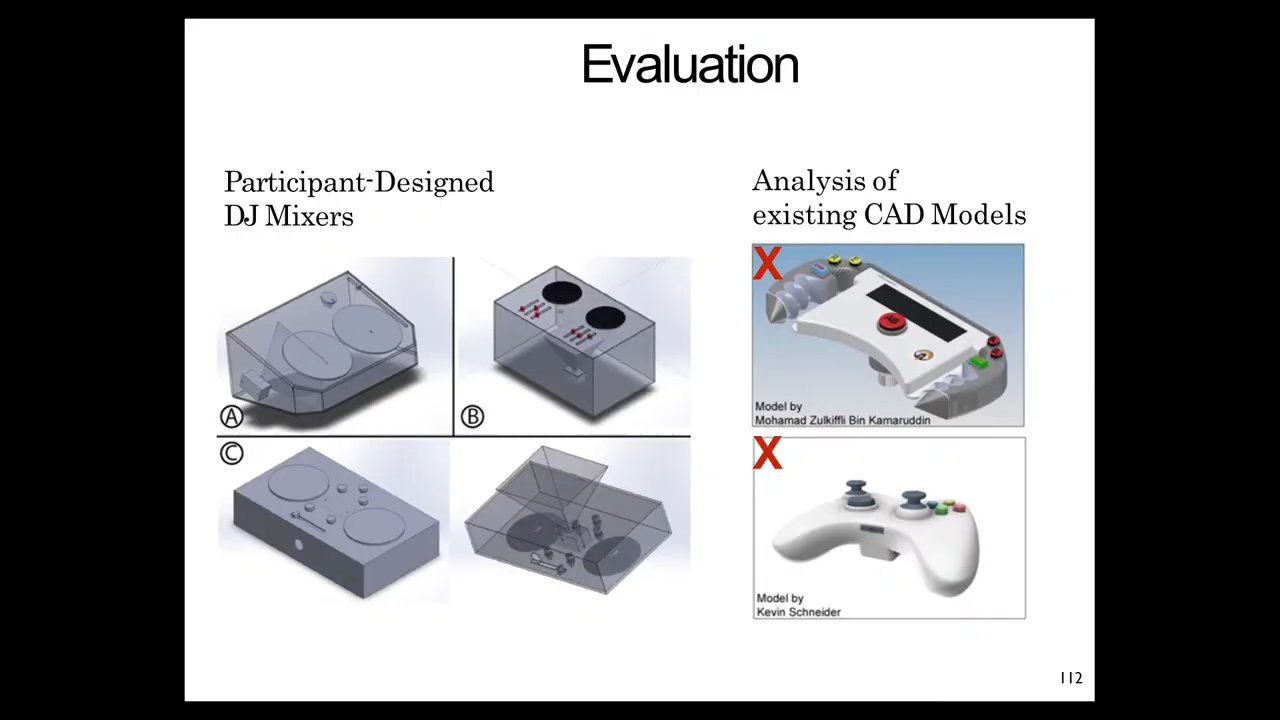 Evaluation
Participant-Designed
DJ Mixers
Analysis of
existing CAD Models
A
B
C
X
Model by
Mohamad Zulkiffli Bin Kamaruddin
X
Model by
Kevin Schneider
112